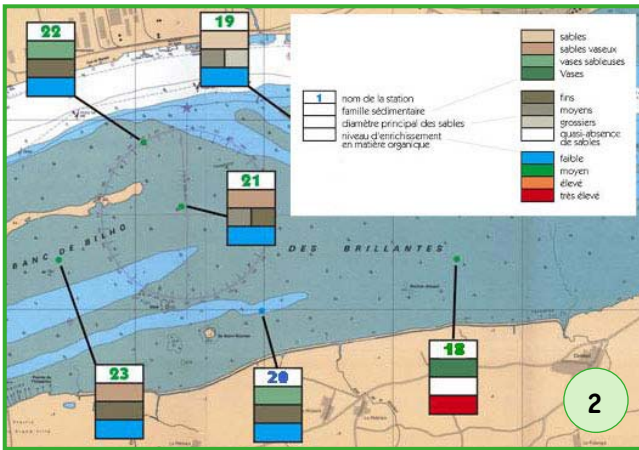 22
19
sables
sables vaseux
vases sableuses
Vases
1
nom de la station
famille sédimentaire
diamètre principal des sables
niveau d'enrichissement
en matière organique
fins
moyens
grossiers
quasi-absence
de sables
faible
moyen
élevé
très élevé
21
BANC DE BILHO
DES BRILLANTES
23
20
18
2